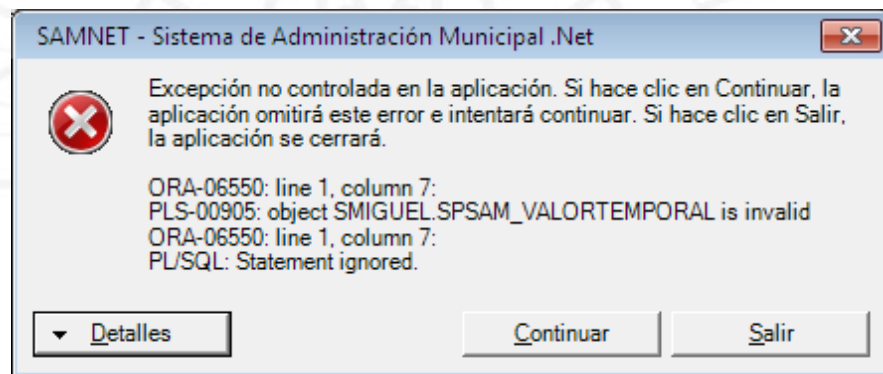 SAMNET - Sistema de Administración Municipal .Net
Excepción no controlada en la aplicación. Si hace clic en Continuar, la
aplicación omitirá este error e intentará continuar. Si hace clic en Salir,
la aplicación se cerrará.
ORA-06550: line 1, column 7:
PLS-00905: object SMIGUEL.SPSAM_VALORTEMPORAL is invalid
ORA-06550: line 1, column 7:
PL/SQL: Statement ignored.
Detalles
Continuar
Salir